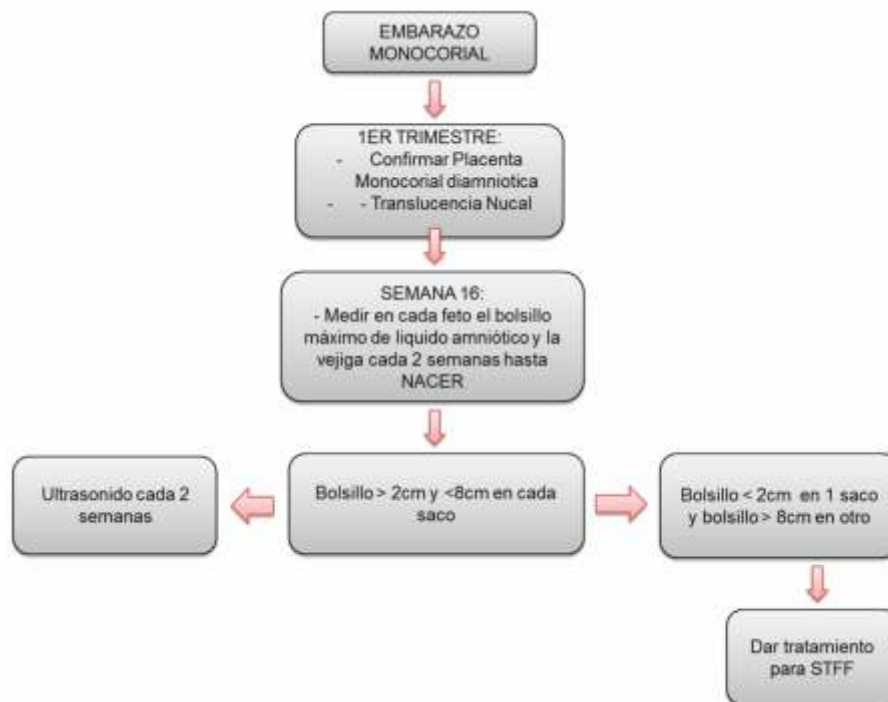 EMBARAZO
MONOCORIAL
1ER TRIMESTRE:
- Confirmar Placenta
Monocorial diamniotica
- - Translucencia Nucal
SEMANA 16:
- Medir en cada feto el bolsillo
máximo de liquido amniótico y la
vejiga cada 2 semanas hasta
NACER
Ultrasonido cada 2
semanas
Bolsillo > 2cm y <8cm en cada
saco
Bolsillo < 2cm en 1 saco
y bolsillo > 8cm en otro
Dar tratamiento
para STFF